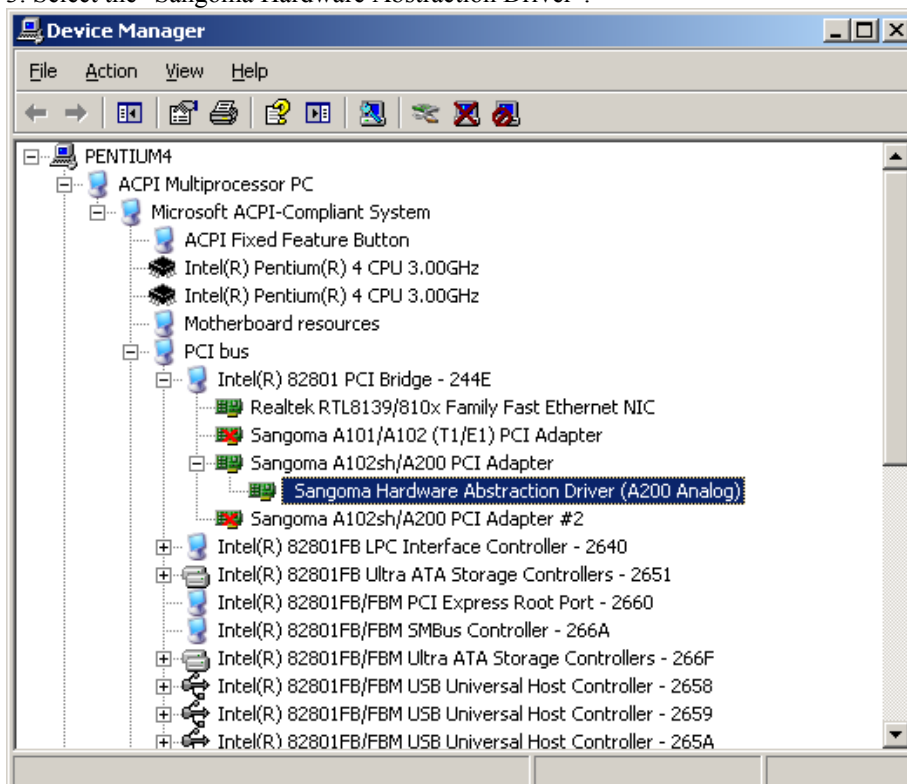 5. Select the "Sangoma Hardware Abstraction Driver".
Device Manager
File Action View Help
PENTIUM4
ACPI Multiprocessor PC
Microsoft ACPI-Compliant System
ACPI Fixed Feature Button
Intel(R) Pentium(R) 4 CPU 3.00GHz
Intel(R) Pentium(R) 4 CPU 3.00GHz
Motherboard resources
PCI bus
Intel(R) 82801 PCI Bridge - 244E
Realtek RTL8139/810x Family Fast Ethernet NIC
Sangoma A101/A102 (T1/E1) PCI Adapter
Sangoma A102sh/A200 PCI Adapter
Sangoma Hardware Abstraction Driver (A200 Analog)
Sangoma A102sh/A200 PCI Adapter #2
Intel(R) 82801FB LPC Interface Controller - 2640
Intel(R) 82801FB Ultra ATA Storage Controllers - 2651
Intel(R) 82801FB/FBM PCI Express Root Port - 2660
Intel(R) 82801FB/FBM SMBus Controller - 266A
Intel(R) 82801FB/FBM Ultra ATA Storage Controllers - 266F
Intel(R) 82801FB/FBM USB Universal Host Controller - 2658
Intel(R) 82801FB/FBM USB Universal Host Controller - 2659
Intel(R) 82801FB/FBM USB Universal Host Controller - 265A